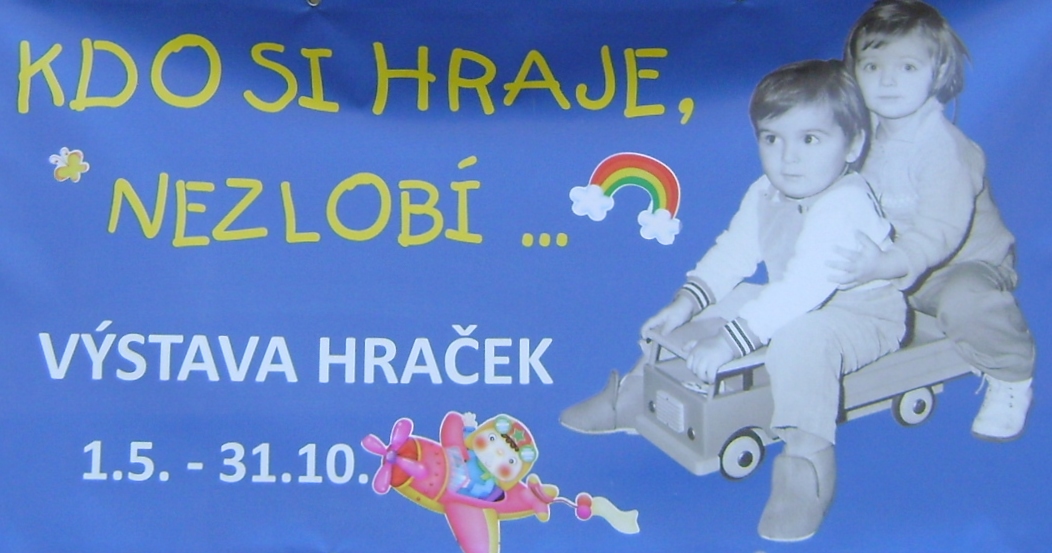 KDO SI HRAJE,
NEZLOBÍ ...
VÝSTAVA HRAČEK
1.5. - 31.10.